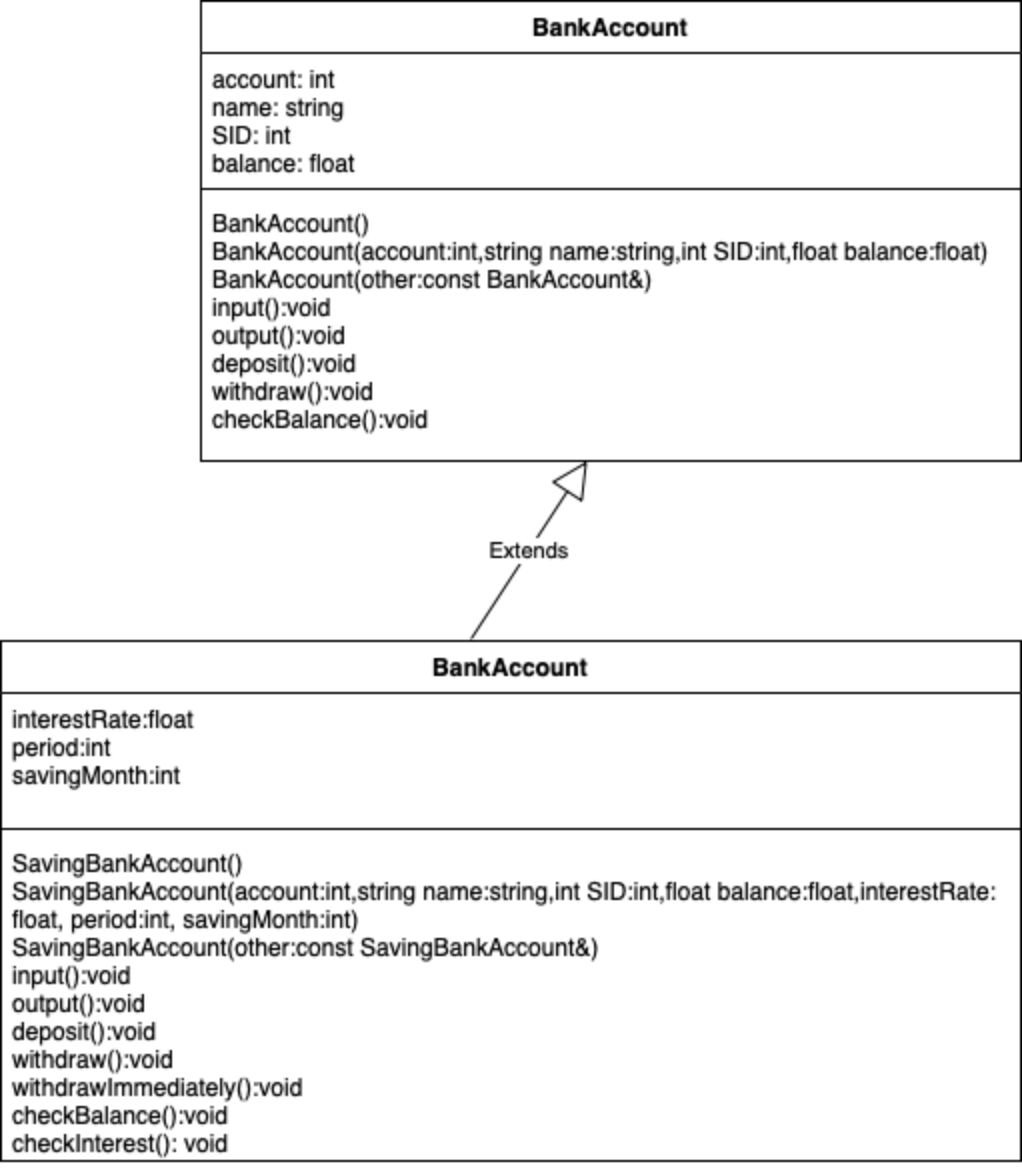 BankAccount
account: int
name: string
SID: int
balance: float
BankAccount()
BankAccount(account:int,string name:string,int SID:int,float balance:float)
BankAccount(other:const BankAccount&)
input():void
output():void
deposit():void
withdraw():void
checkBalance():void
Extends
BankAccount
interestRate:float
period:int
savingMonth:int
SavingBankAccount()
SavingBankAccount(account:int,string name:string,int SID:int,float balance:float,interestRate:
float, period:int, savingMonth:int)
SavingBankAccount(other:const SavingBankAccount&)
input():void
output():void
deposit():void
withdraw():void
withdrawImmediately():void
checkBalance():void
checkInterest(): void